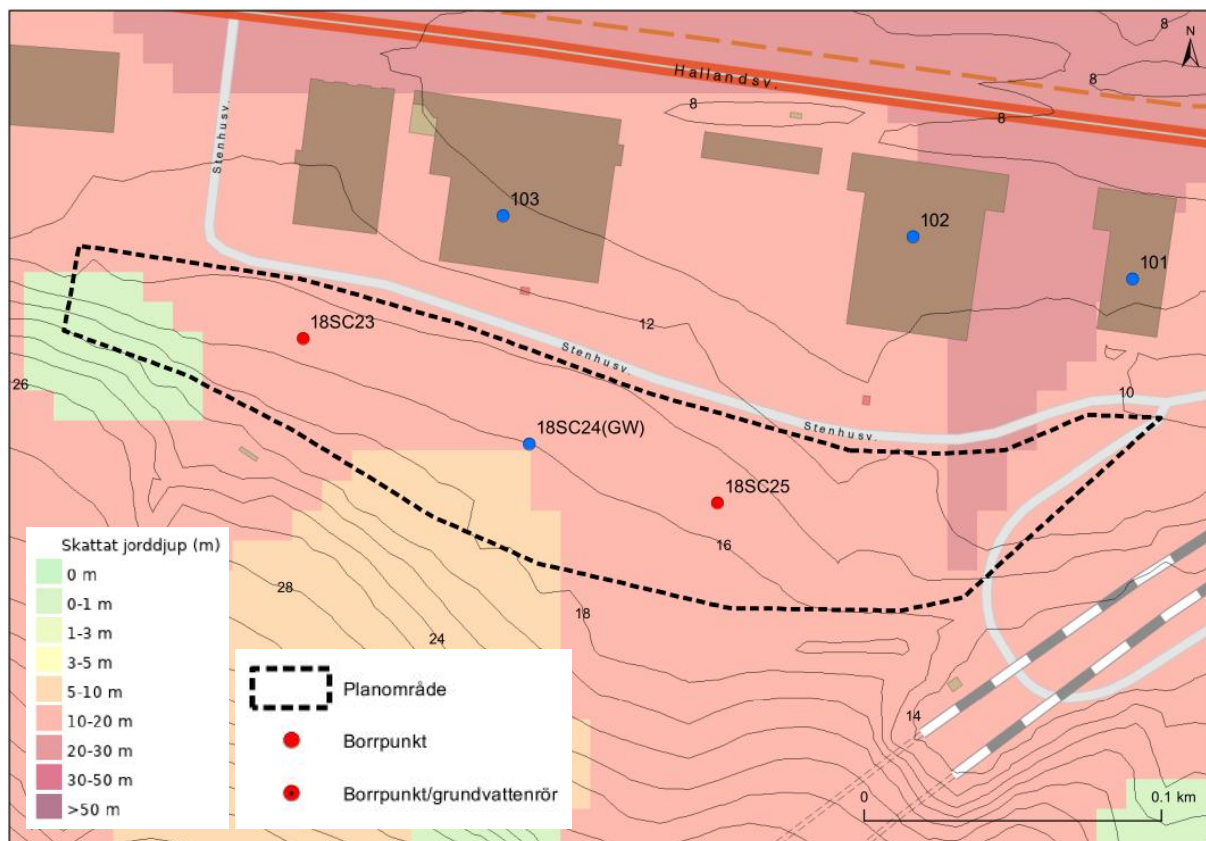 8
N
Hallandsv.
8
8
8
Stenhusv.
103
102
101
12
18SC23
Stenhusv.
26
10
18SC24(GW)
Stenhusv.
18SC25
16
28
18
24
14
Skattat jorddjup (m)
0 m
0-1 m
1-3 m
3-5 m
5-10 m
10-20 m
20-30 m
30-50 m
>50 m
Planområde
Borrpunkt
Borrpunkt/grundvattenrör
0 0.1 km